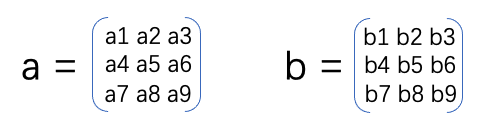 a1 a2 a3
a = a4 a5 a6
a7 a8 a9
b1 b2 b3
b = b4 b5 b6
b7 b8 b9